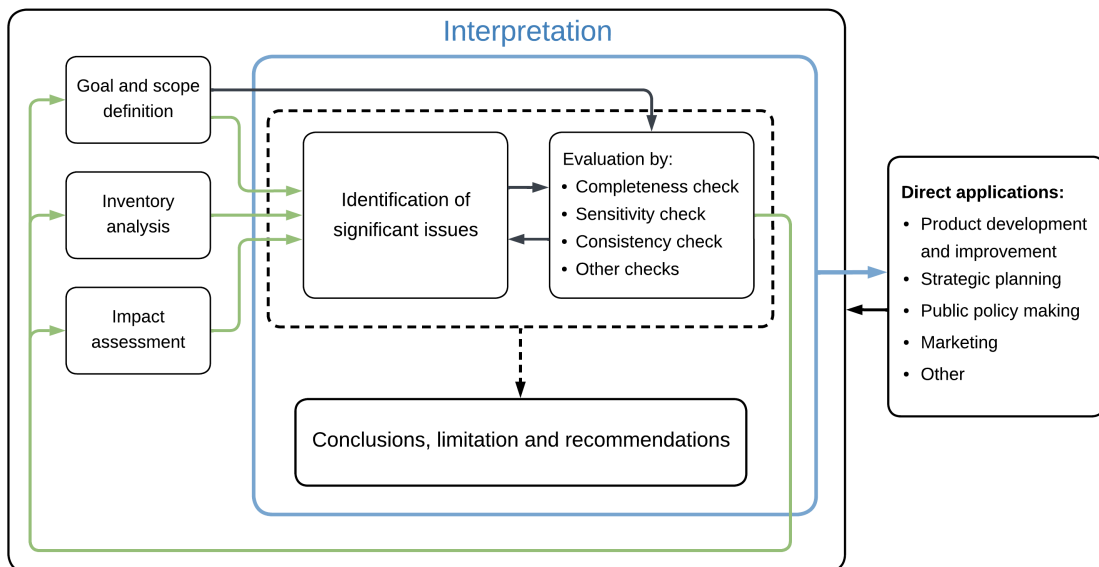 Interpretation
Goal and scope
definition
Inventory
analysis
Impact
assessment
Identification of
significant issues
Evaluation by:
• Completeness check
• Sensitivity check
• Consistency check
• Other checks
Conclusions, limitation and recommendations
Direct applications:
• Product development
and improvement
• Strategic planning
• Public policy making
• Marketing
• Other